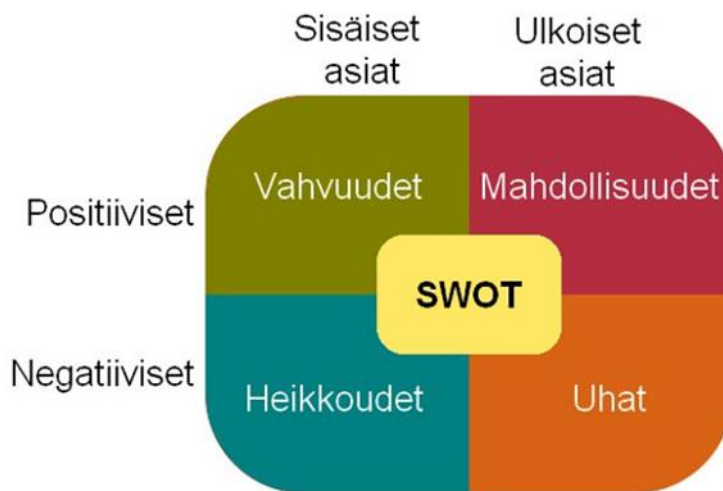 Sisäiset
asiat
Ulkoiset
asiat
Positiiviset
Vahvuudet
Mahdollisuudet
SWOT
Negatiiviset
Heikkoudet
Uhat